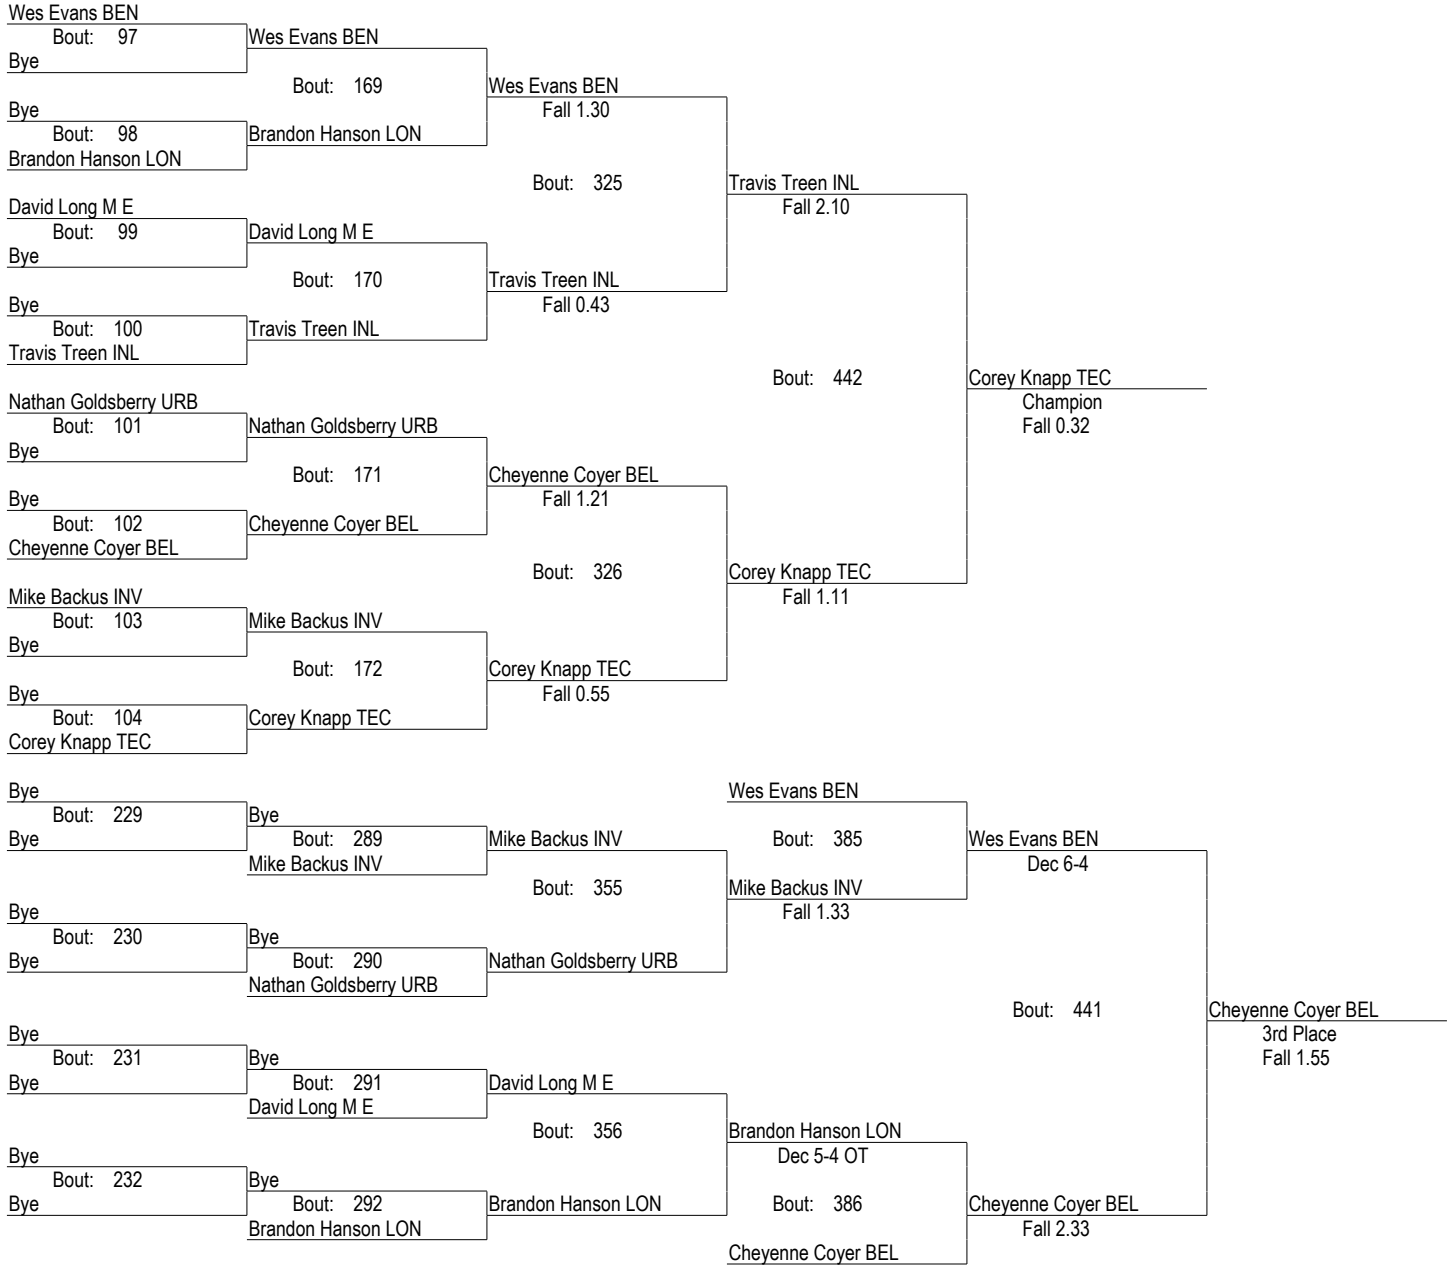 Wes Evans BEN
Bout: 97
Wes Evans BEN
Bye
Bout: 169
Wes Evans BEN
Bye
Fall 1.30
Bout: 98
Brandon Hanson LON
Brandon Hanson LON
Bout: 325
Travis Treen INL
David Long M E
Fall 2.10
Bout: 99
David Long M E
Bye
Bout: 170
Travis Treen INL
Bye
Fall 0.43
Bout: 100
Travis Treen INL
Travis Treen INL
Bout: 442
Corey Knapp TEC
Nathan Goldsberry URB
Champion
Bout: 101
Nathan Goldsberry URB
Fall 0.32
Bye
Bout: 171
Cheyenne Coyer BEL
Bye
Fall 1.21
Bout: 102
Cheyenne Coyer BEL
Cheyenne Coyer BEL
Bout: 326
Corey Knapp TEC
Mike Backus INV
Fall 1.11
Bout: 103
Mike Backus INV
Bye
Bout: 172
Corey Knapp TEC
Bye
Fall 0.55
Bout: 104
Corey Knapp TEC
Corey Knapp TEC
Bye
Wes Evans BEN
Bout: 229
Bye
Bye
Bout: 289
Mike Backus INV
Bout: 385
Wes Evans BEN
Mike Backus INV
Dec 6-4
Bout: 355
Mike Backus INV
Bye
Fall 1.33
Bout: 230
Bye
Bye
Bout: 290
Nathan Goldsberry URB
Nathan Goldsberry URB
Bout: 441
Cheyenne Coyer BEL
Bye
3rd Place
Bout: 231
Bye
Fall 1.55
Bye
Bout: 291
David Long M E
David Long M E
Bout: 356
Brandon Hanson LON
Bye
Dec 5-4 OT
Bout: 232
Bye
Bye
Bout: 292
Brandon Hanson LON
Bout: 386
Cheyenne Coyer BEL
Brandon Hanson LON
Fall 2.33
Cheyenne Coyer BEL